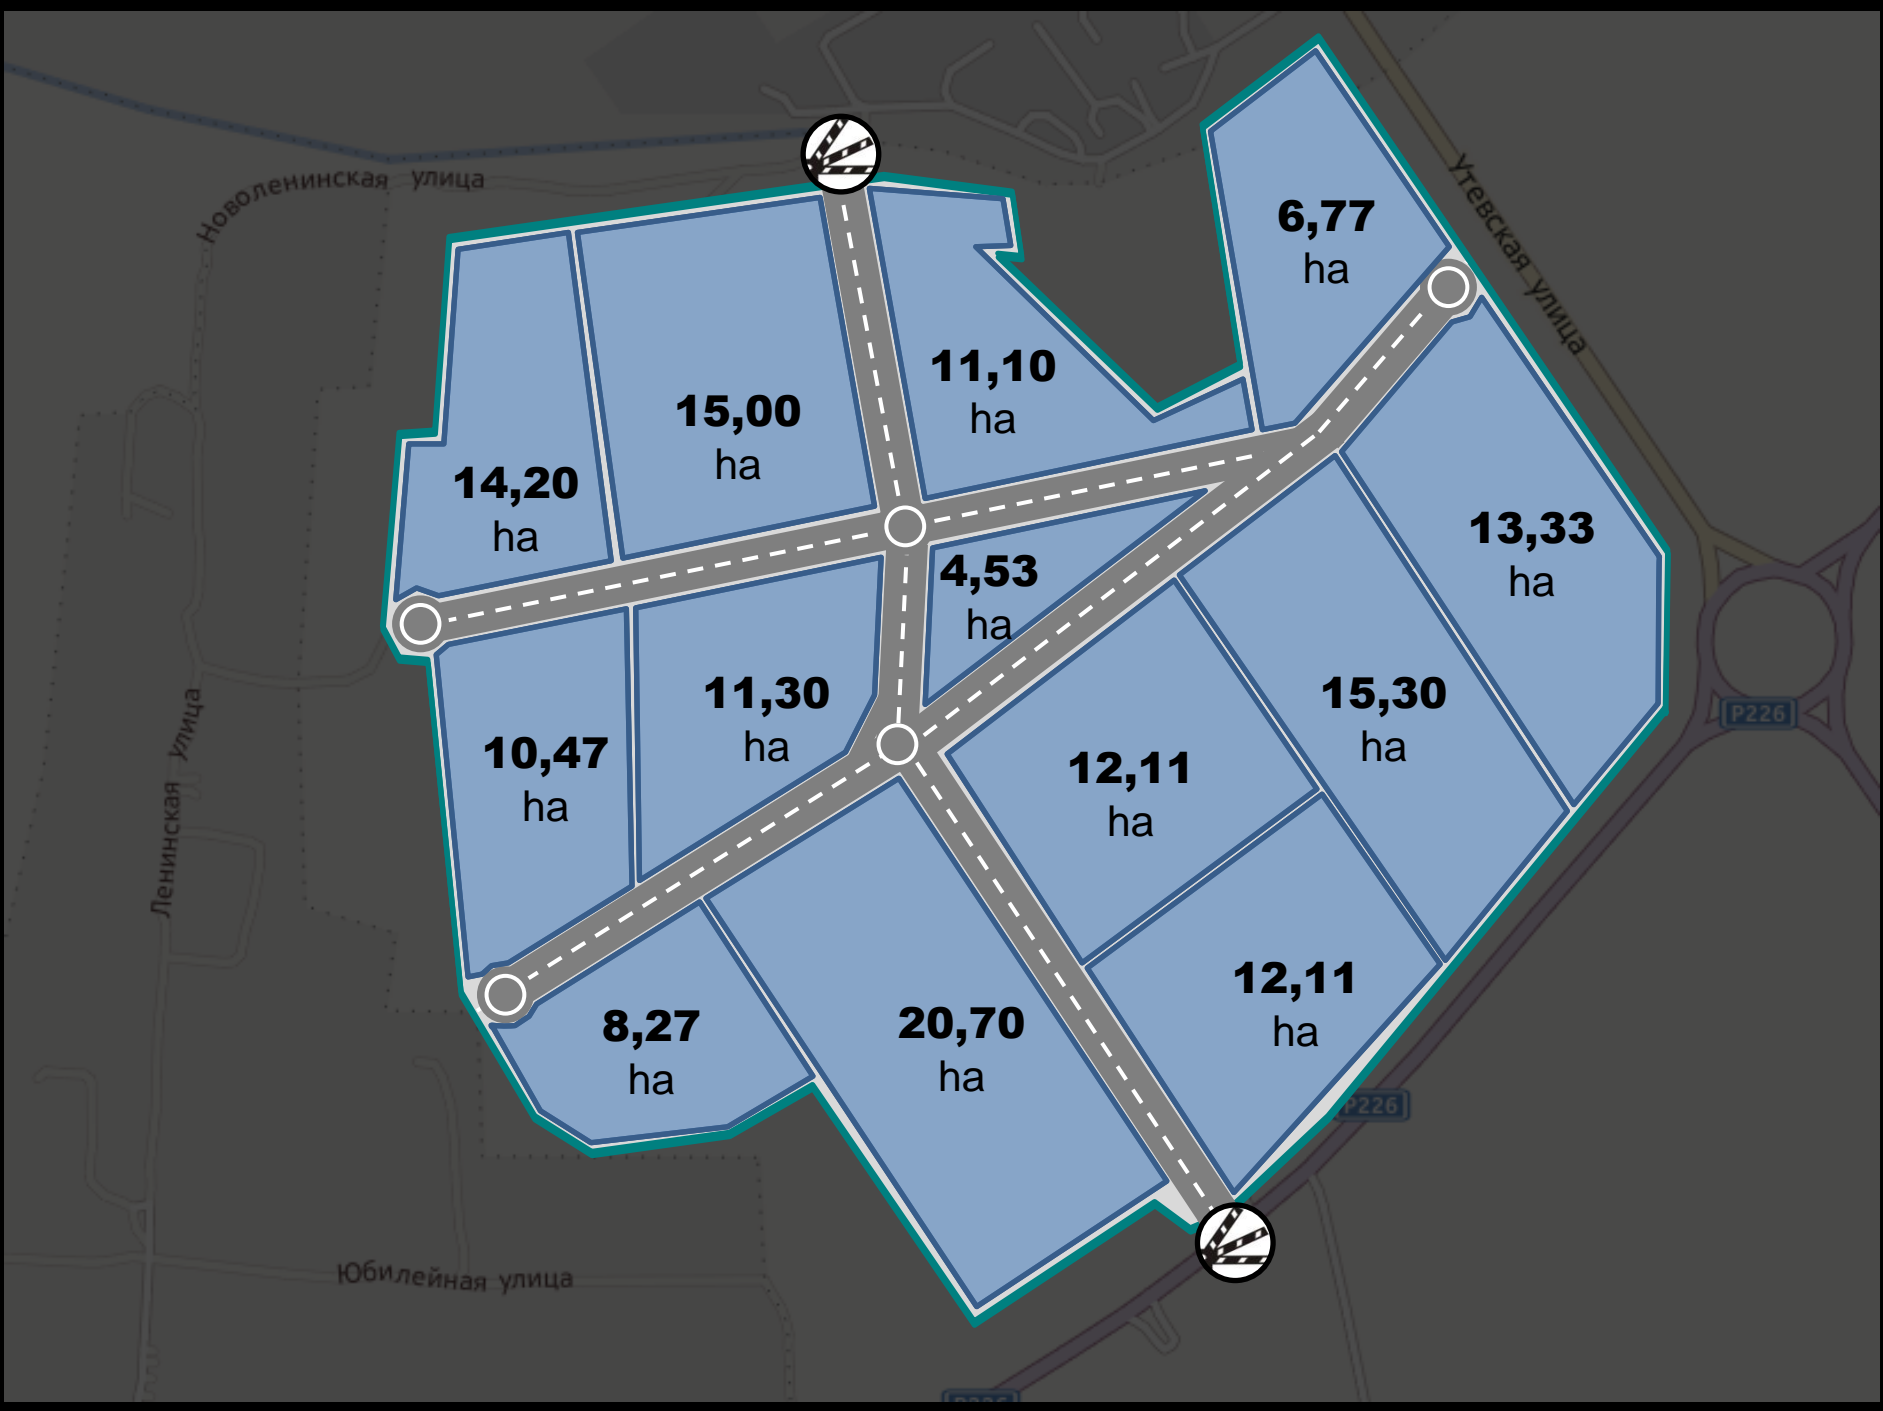 Новоленинская улица
Утевская улица
6,77
ha
11,10
ha
15,00
ha
14,20
ha
13,33
ha
4,53
ha
11,30
ha
15,30
ha
10,47
ha
12,11
ha
P226
Ленинская улица
12,11
ha
8,27
ha
20,70
ha
P226
Юбилейная улица